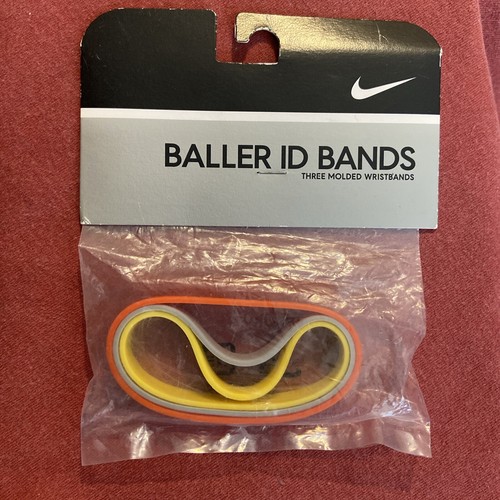 BALLER ID BANDS
THREE MOLDED WRISTBANDS